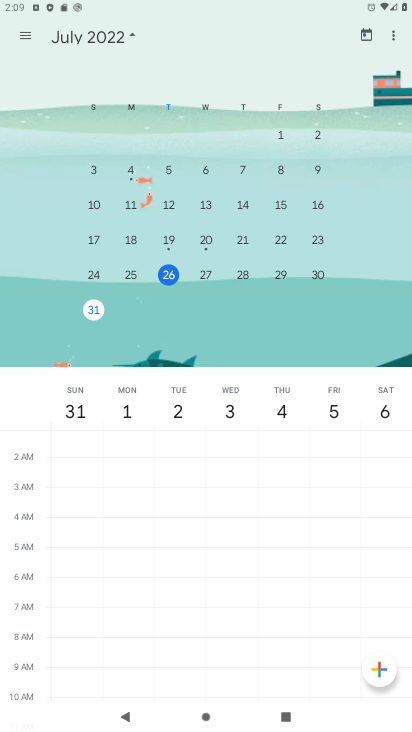 2:09
July 2022
S M T W T F S
1 2
3 4 5 6 7 8 9
10 11 12 13 14 15 16
17 18 19 20 21 22 23
24 25 26 27 28 29 30
31
SUN MON TUE WED THU FRI SAT
31 1 2 3 4 5 6
2 AM
3 AM
4 AM
5 AM
6 AM
7 AM
8 AM
9 AM
10 AM
11 AM